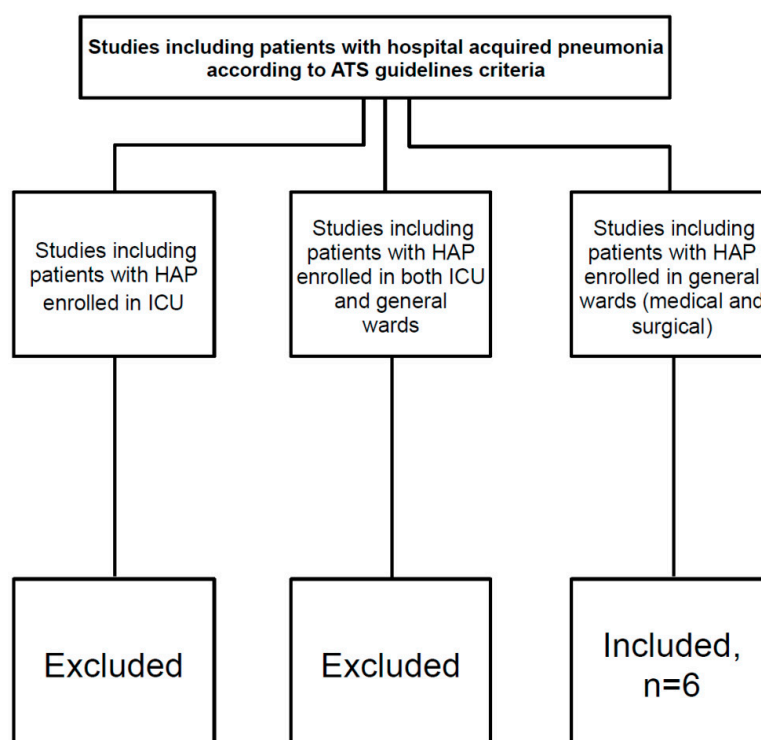 Studies including patients with hospital acquired pneumonia
according to ATS guidelines criteria
Studies including
patients with HAP
enrolled in ICU
Studies including
patients with HAP
enrolled in both ICU
and general
wards
Studies including
patients with HAP
enrolled in general
wards (medical and
surgical)
Excluded
Excluded
Included,
n=6